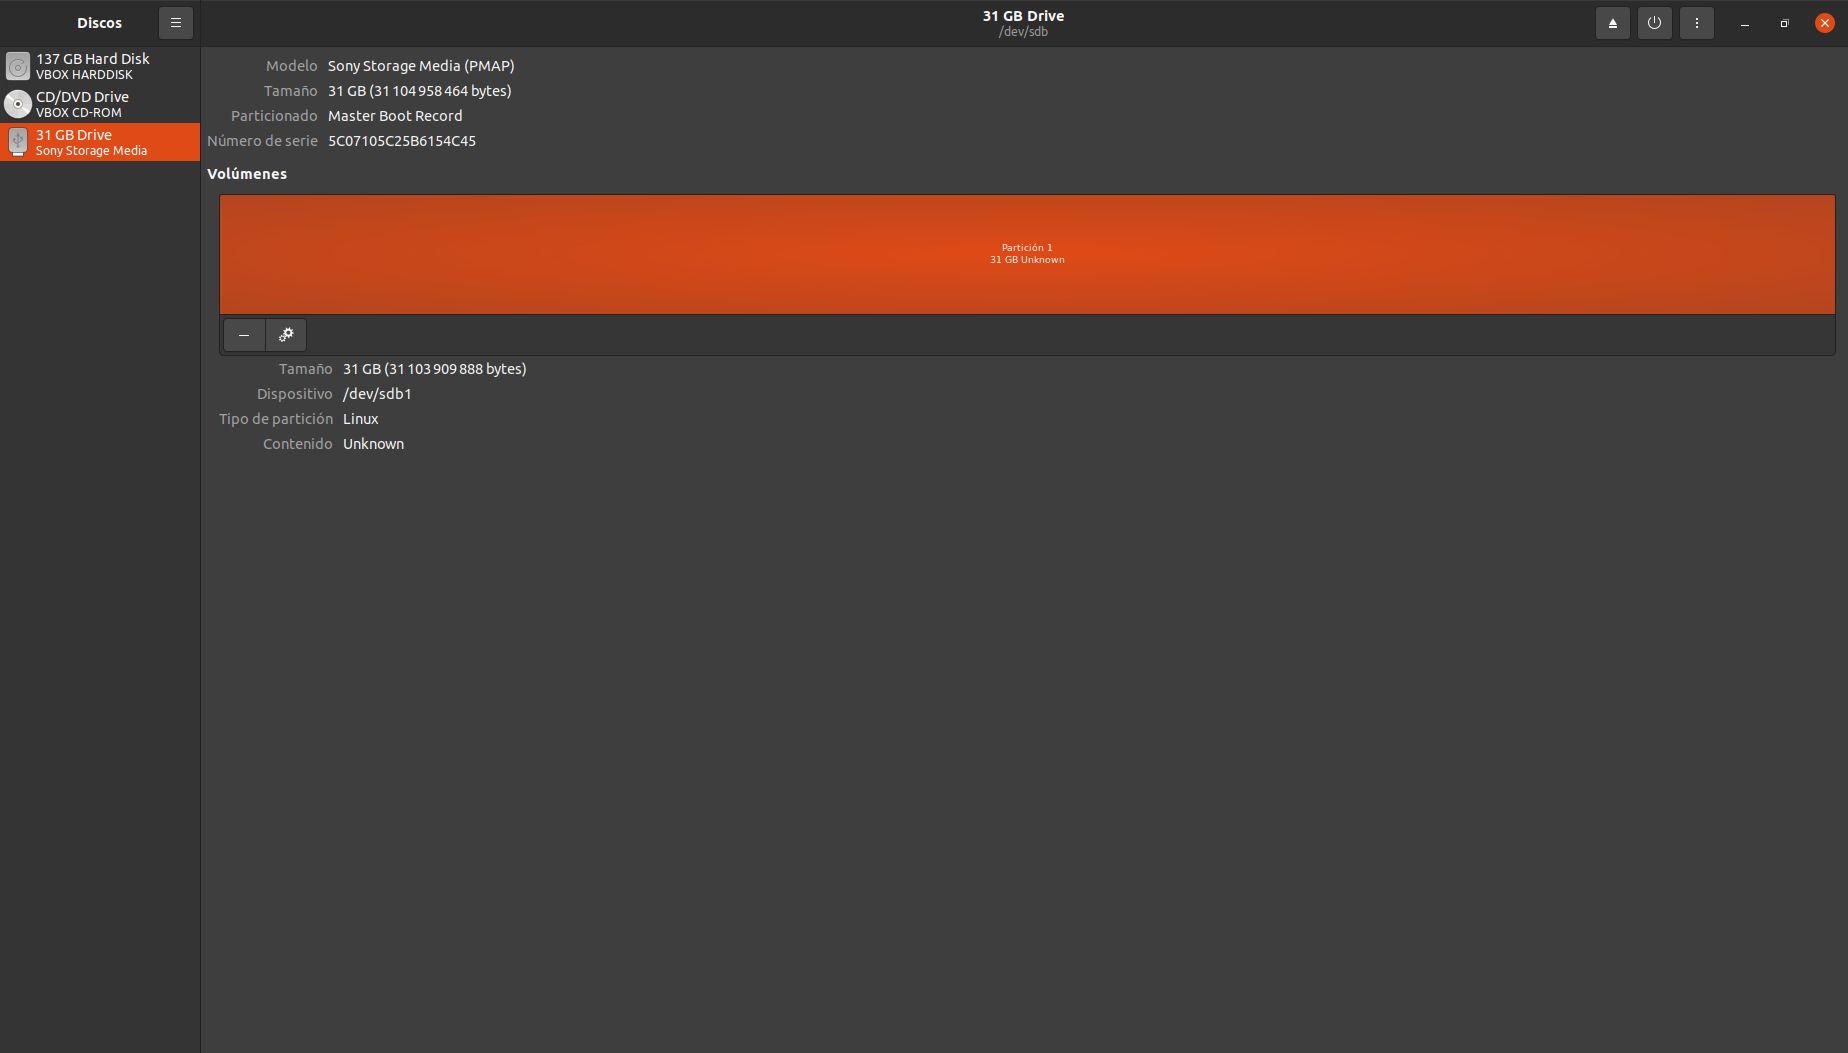 Discos
31 GB Drive
/dev/sdb
137 GB Hard Disk
VBOX HARDDISK
CD/DVD Drive
VBOX CD-ROM
31 GB Drive
Sony Storage Media
Modelo Sony Storage Media (PMAP)
Tamaño 31 GB (31 104 958 464 bytes)
Particionado Master Boot Record
Número de serie 5C07105C25B6154C45
Volúmenes
Partición 1
31 GB Unknown
Tamaño 31 GB (31 103 909 888 bytes)
Dispositivo /dev/sdb1
Tipo de partición Linux
Contenido Unknown